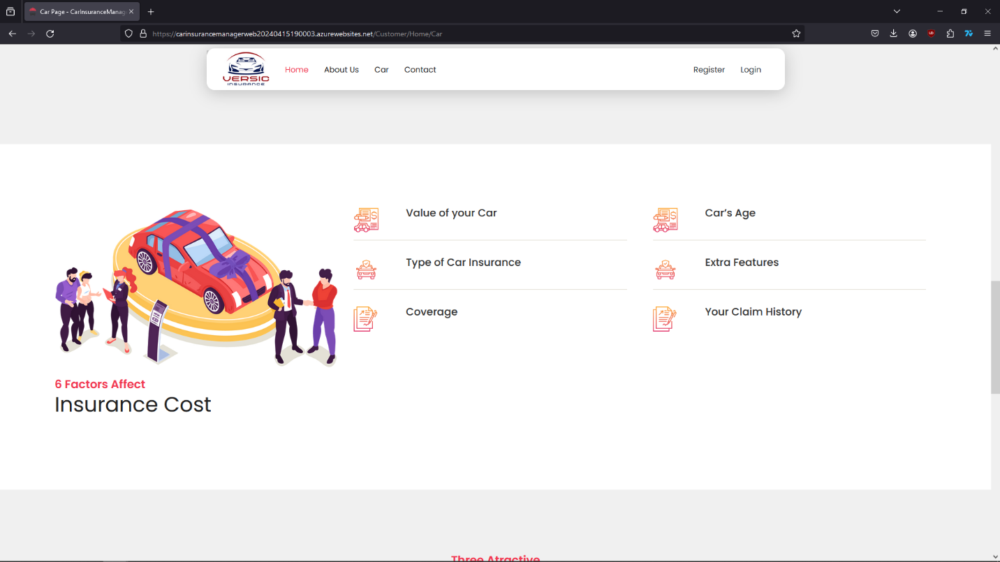 Car Page - CarInsuranceManag
https://carinsurancemanagerweb20240415190003.azurewebsites.net/Customer/Home/Car
VERSIC
INSURANCE
Home
About Us
Car
Contact
Register
Login
Value of your Car
Car’s Age
Type of Car Insurance
Extra Features
Coverage
Your Claim History
6 Factors Affect
Insurance Cost
Three Atractive